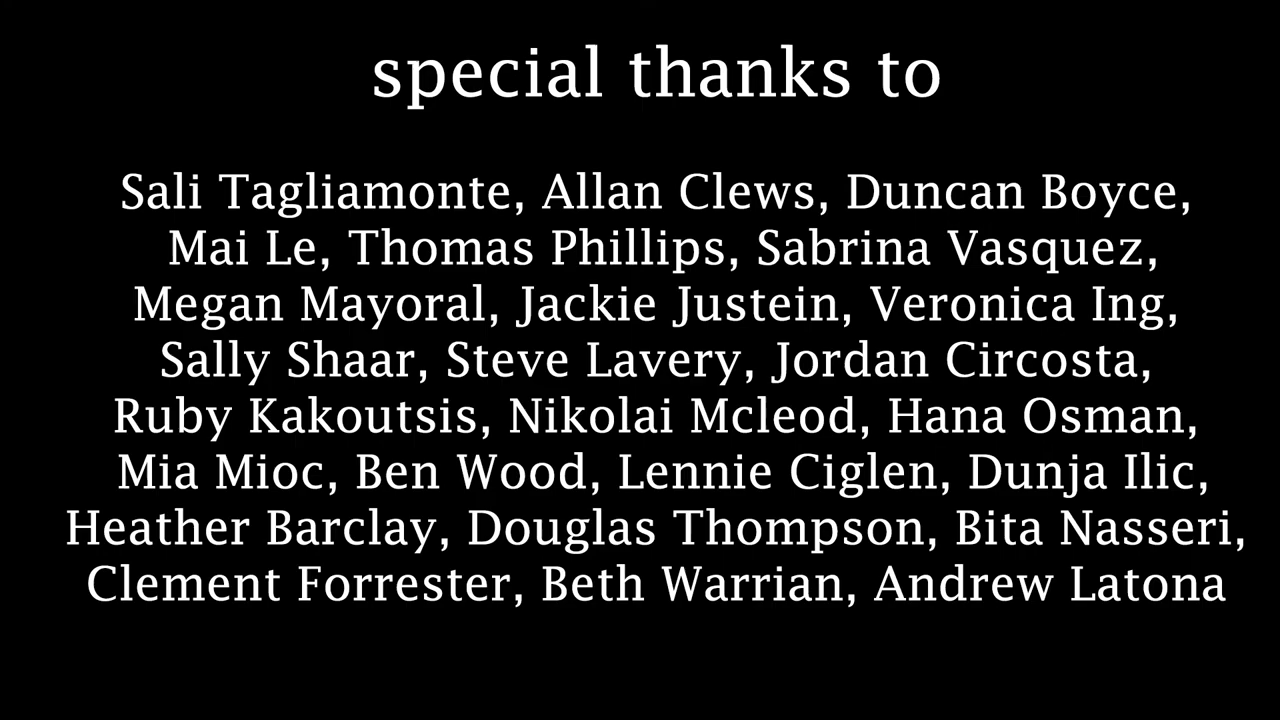 special thanks to
Sali Tagliamonte, Allan Clews, Duncan Boyce,
Mai Le, Thomas Phillips, Sabrina Vasquez,
Megan Mayoral, Jackie Justein, Veronica Ing,
Sally Shaar, Steve Lavery, Jordan Circosta,
Ruby Kakoutsis, Nikolai Mcleod, Hana Osman,
Mia Mioc, Ben Wood, Lennie Ciglen, Dunja Ilic,
Heather Barclay, Douglas Thompson, Bita Nasseri,
Clement Forrester, Beth Warrian, Andrew Latona